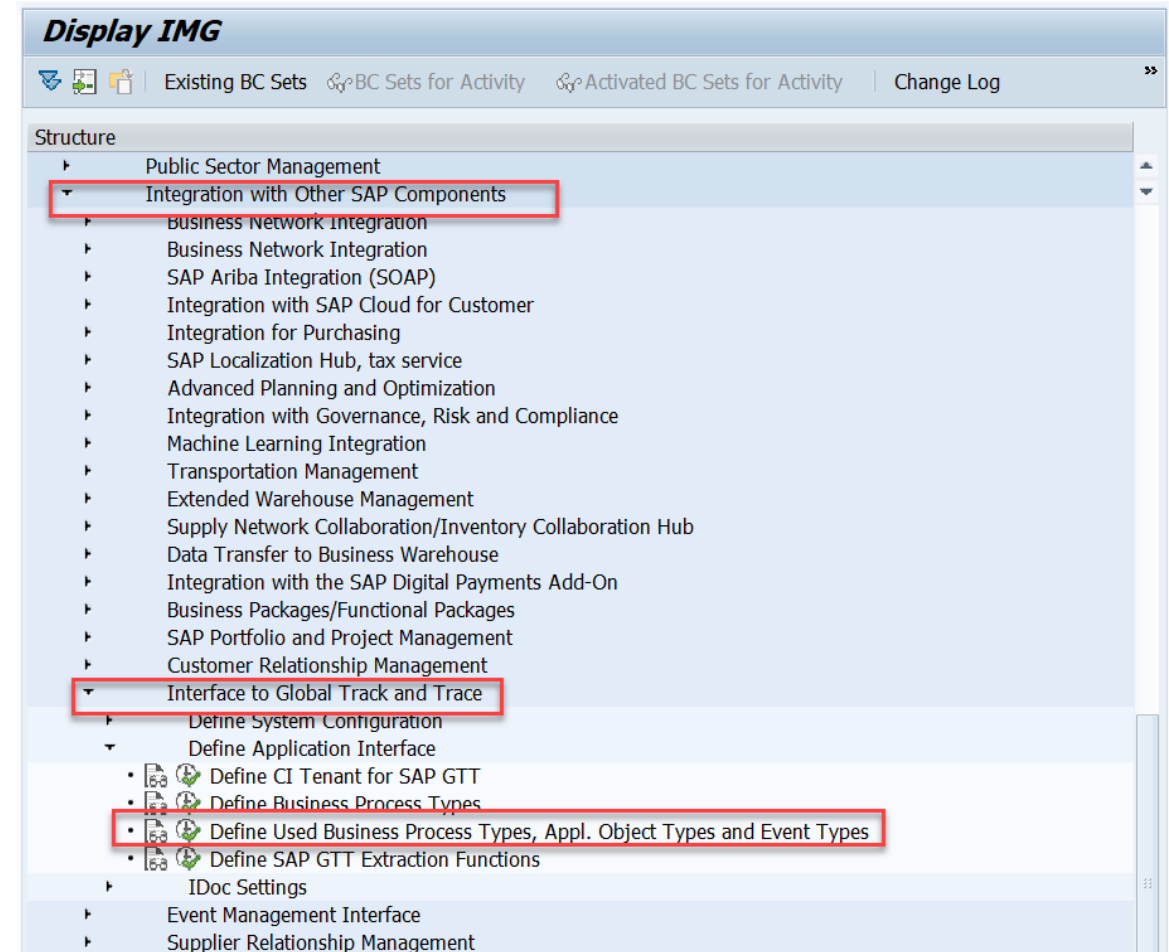 Display IMG
Existing BC Sets BC Sets for Activity Activated BC Sets for Activity Change Log
Structure
Public Sector Management
Integration with Other SAP Components
Business Network Integration
Business Network Integration
SAP Ariba Integration (SOAP)
Integration with SAP Cloud for Customer
Integration for Purchasing
SAP Localization Hub, tax service
Advanced Planning and Optimization
Integration with Governance, Risk and Compliance
Machine Learning Integration
Transportation Management
Extended Warehouse Management
Supply Network Collaboration/Inventory Collaboration Hub
Data Transfer to Business Warehouse
Integration with the SAP Digital Payments Add-On
Business Packages/Functional Packages
SAP Portfolio and Project Management
Customer Relationship Management
Interface to Global Track and Trace
Define System Configuration
Define Application Interface
Define CI Tenant for SAP GTT
Define Business Process Types
Define Used Business Process Types, Appl. Object Types and Event Types
Define SAP GTT Extraction Functions
IDoc Settings
Event Management Interface
Supplier Relationship Management